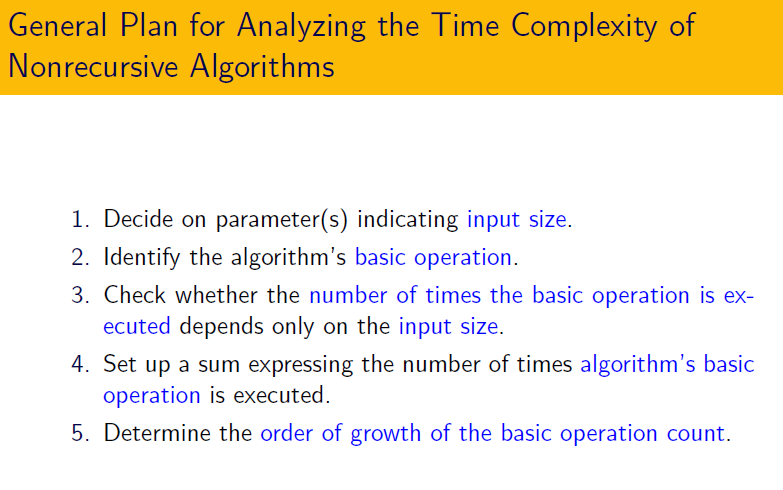 General Plan for Analyzing the Time Complexity of
Nonrecursive Algorithms
1. Decide on parameter(s) indicating input size.
2. Identify the algorithm's basic operation.
3. Check whether the number of times the basic operation is ex-
ecuted depends only on the input size.
4. Set up a sum expressing the number of times algorithm's basic
operation is executed.
5. Determine the order of growth of the basic operation count.